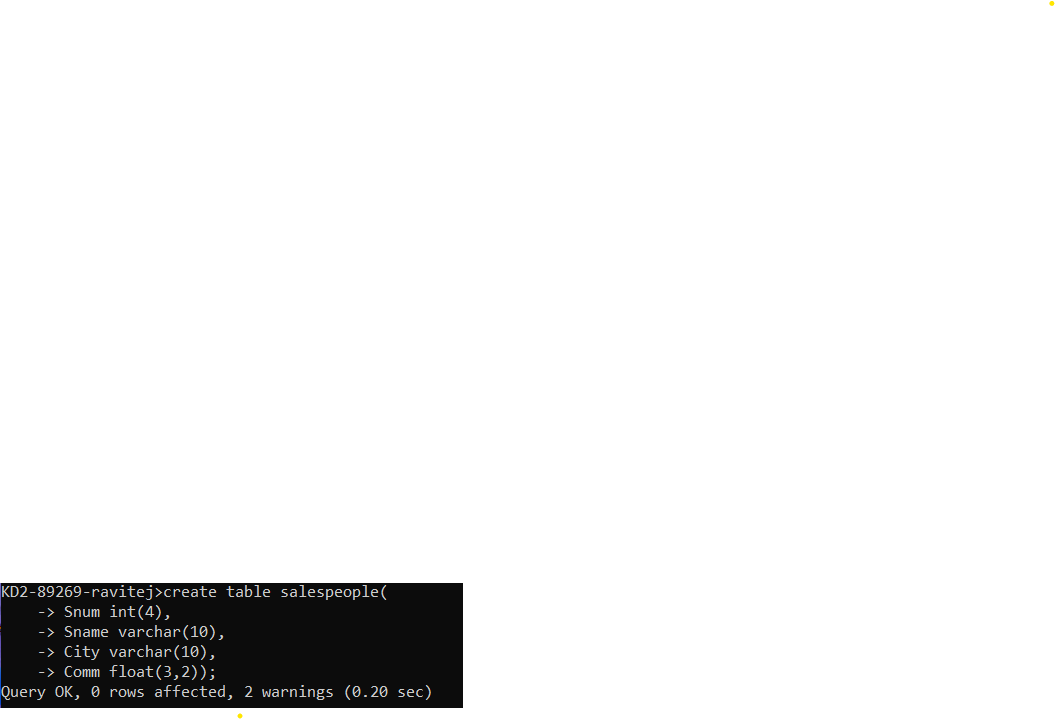 KD2-89269-ravitej>create table salespeople(
    -> Snum int(4),
    -> Sname varchar(10),
    -> City varchar(10),
    -> Comm float(3,2));
Query OK, 0 rows affected, 2 warnings (0.20 sec)